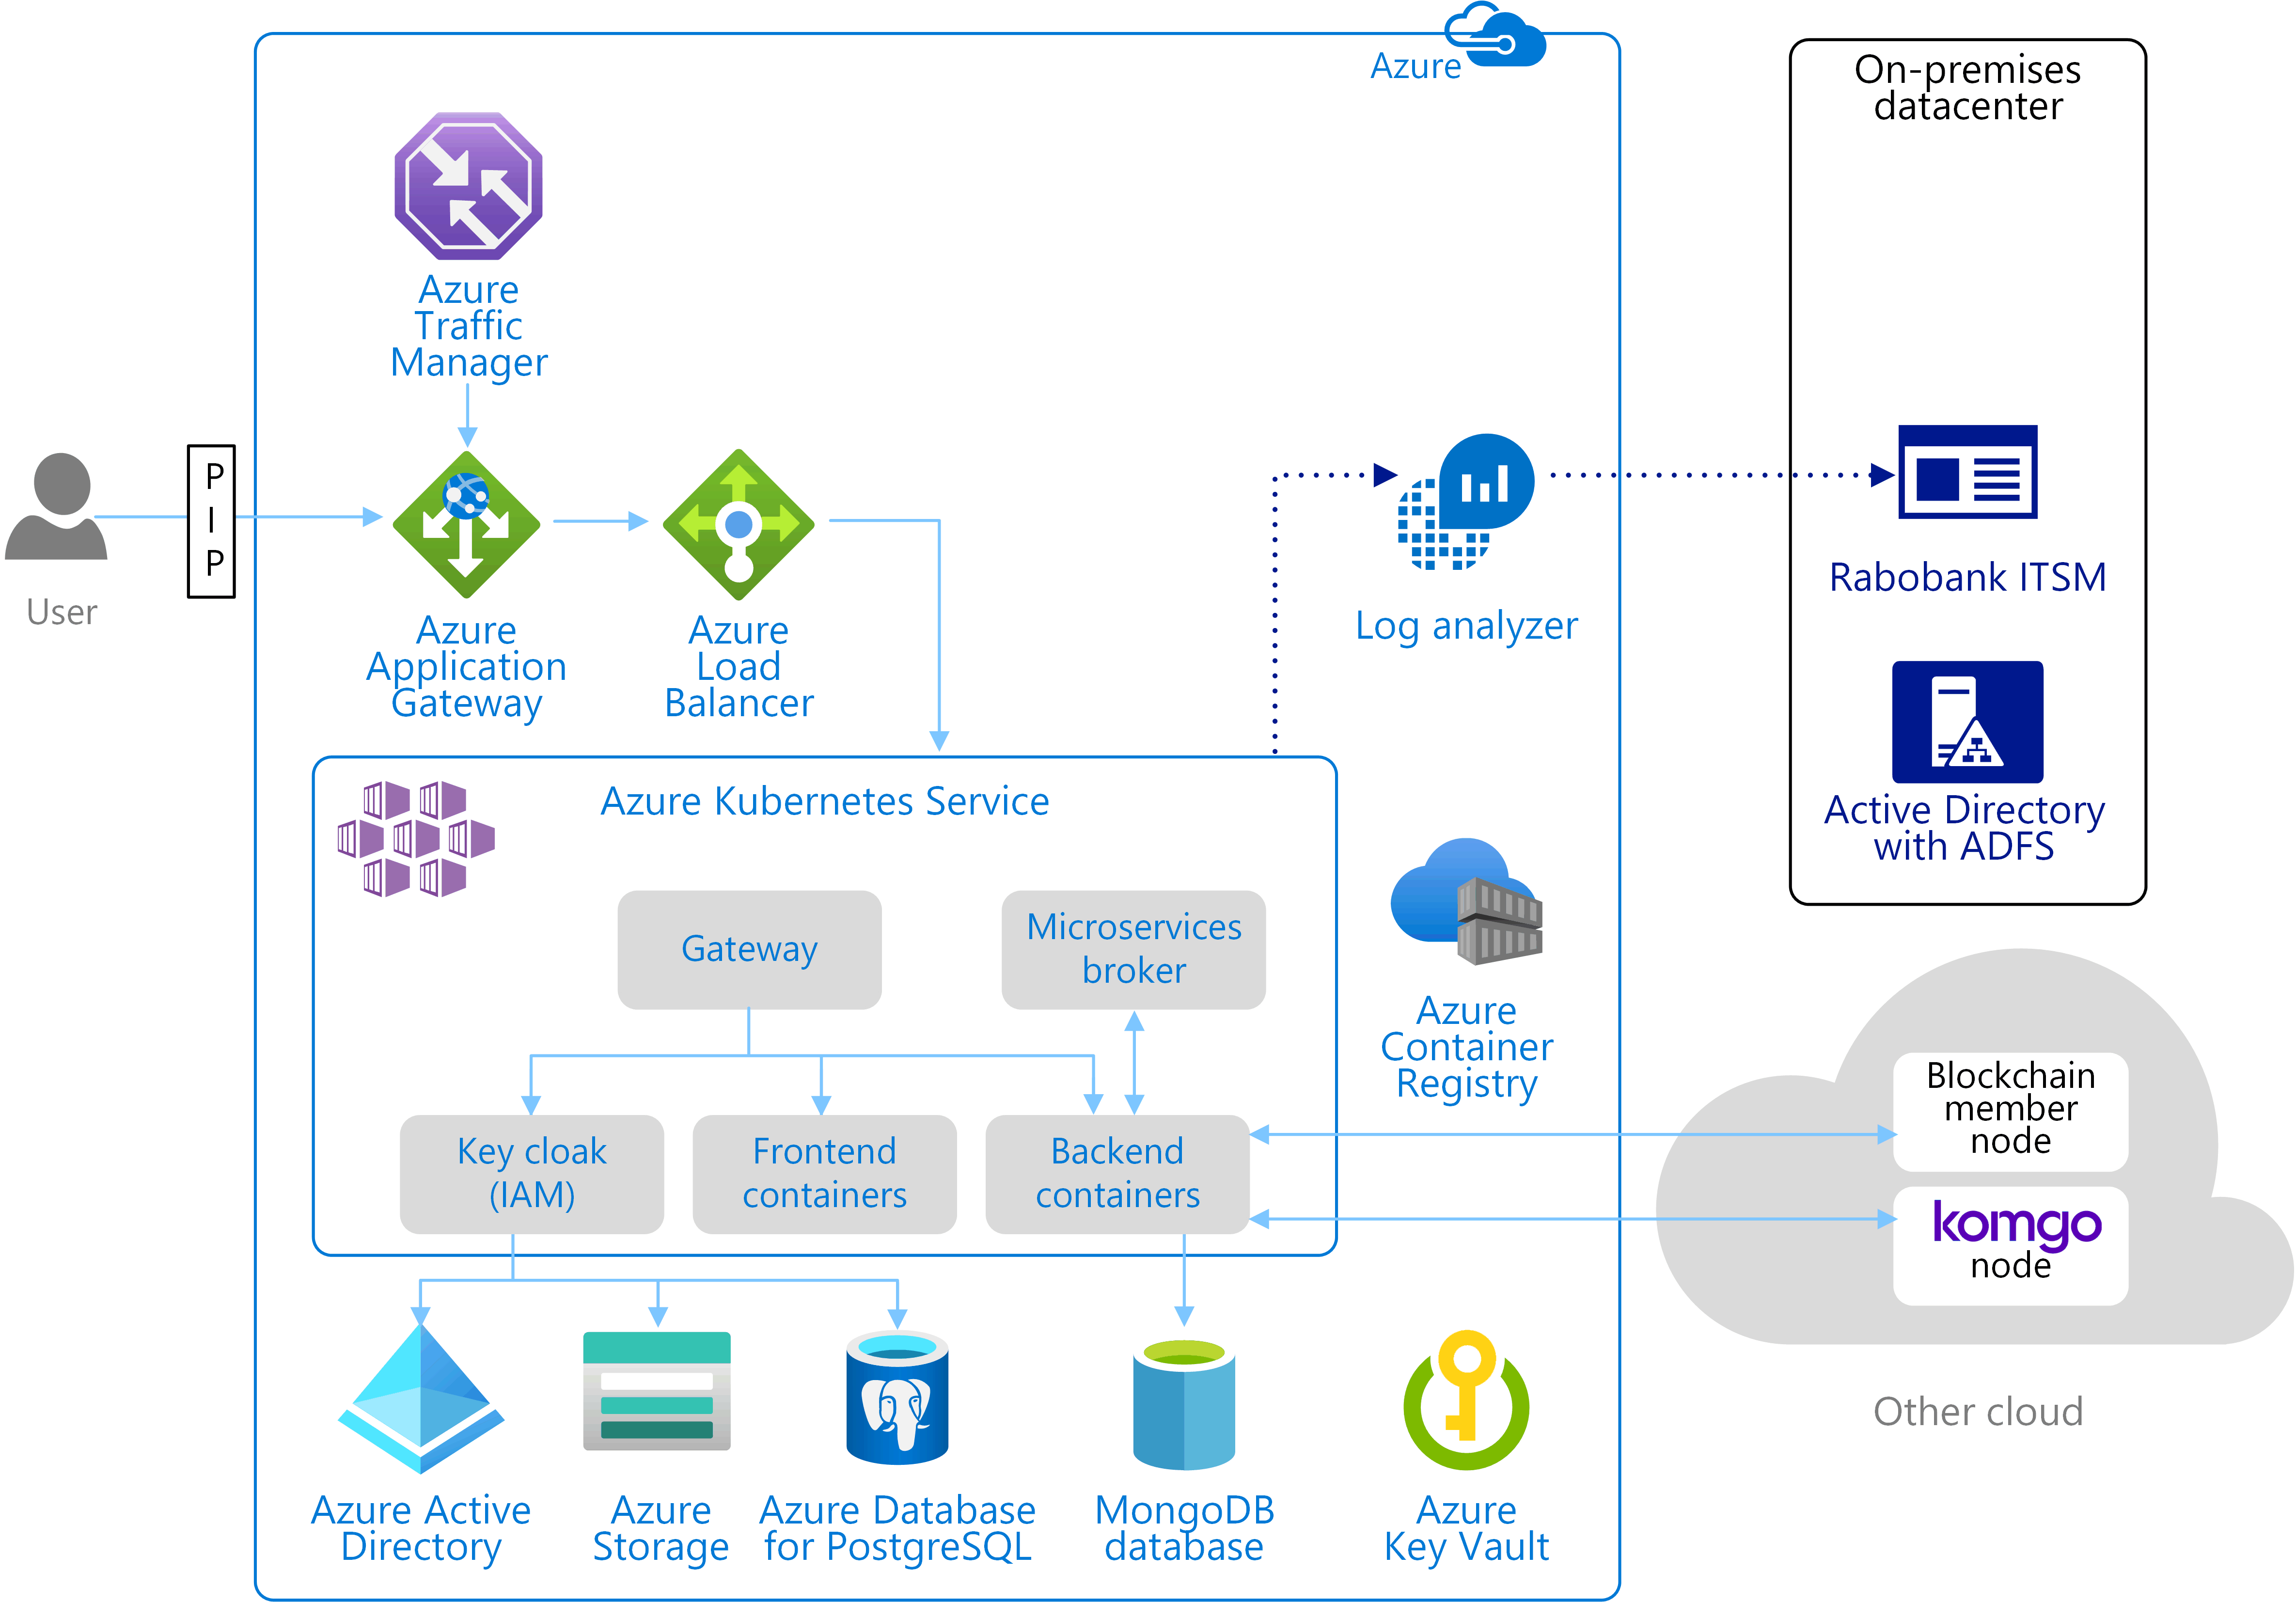 Azure
On-premises
datacenter
Azure
Traffic
Manager
P
I
P
User
Azure
Application
Gateway
Azure
Load
Balancer
Log analyzer
Rabobank ITSM
Active Directory
with ADFS
Azure Kubernetes Service
Gateway
Microservices
broker
Azure
Container
Registry
Key cloak
(IAM)
Frontend
containers
Backend
containers
Blockchain
member
node
komgo
node
Other cloud
Azure Active
Directory
Azure
Storage
Azure Database
for PostgreSQL
MongoDB
database
Azure
Key Vault